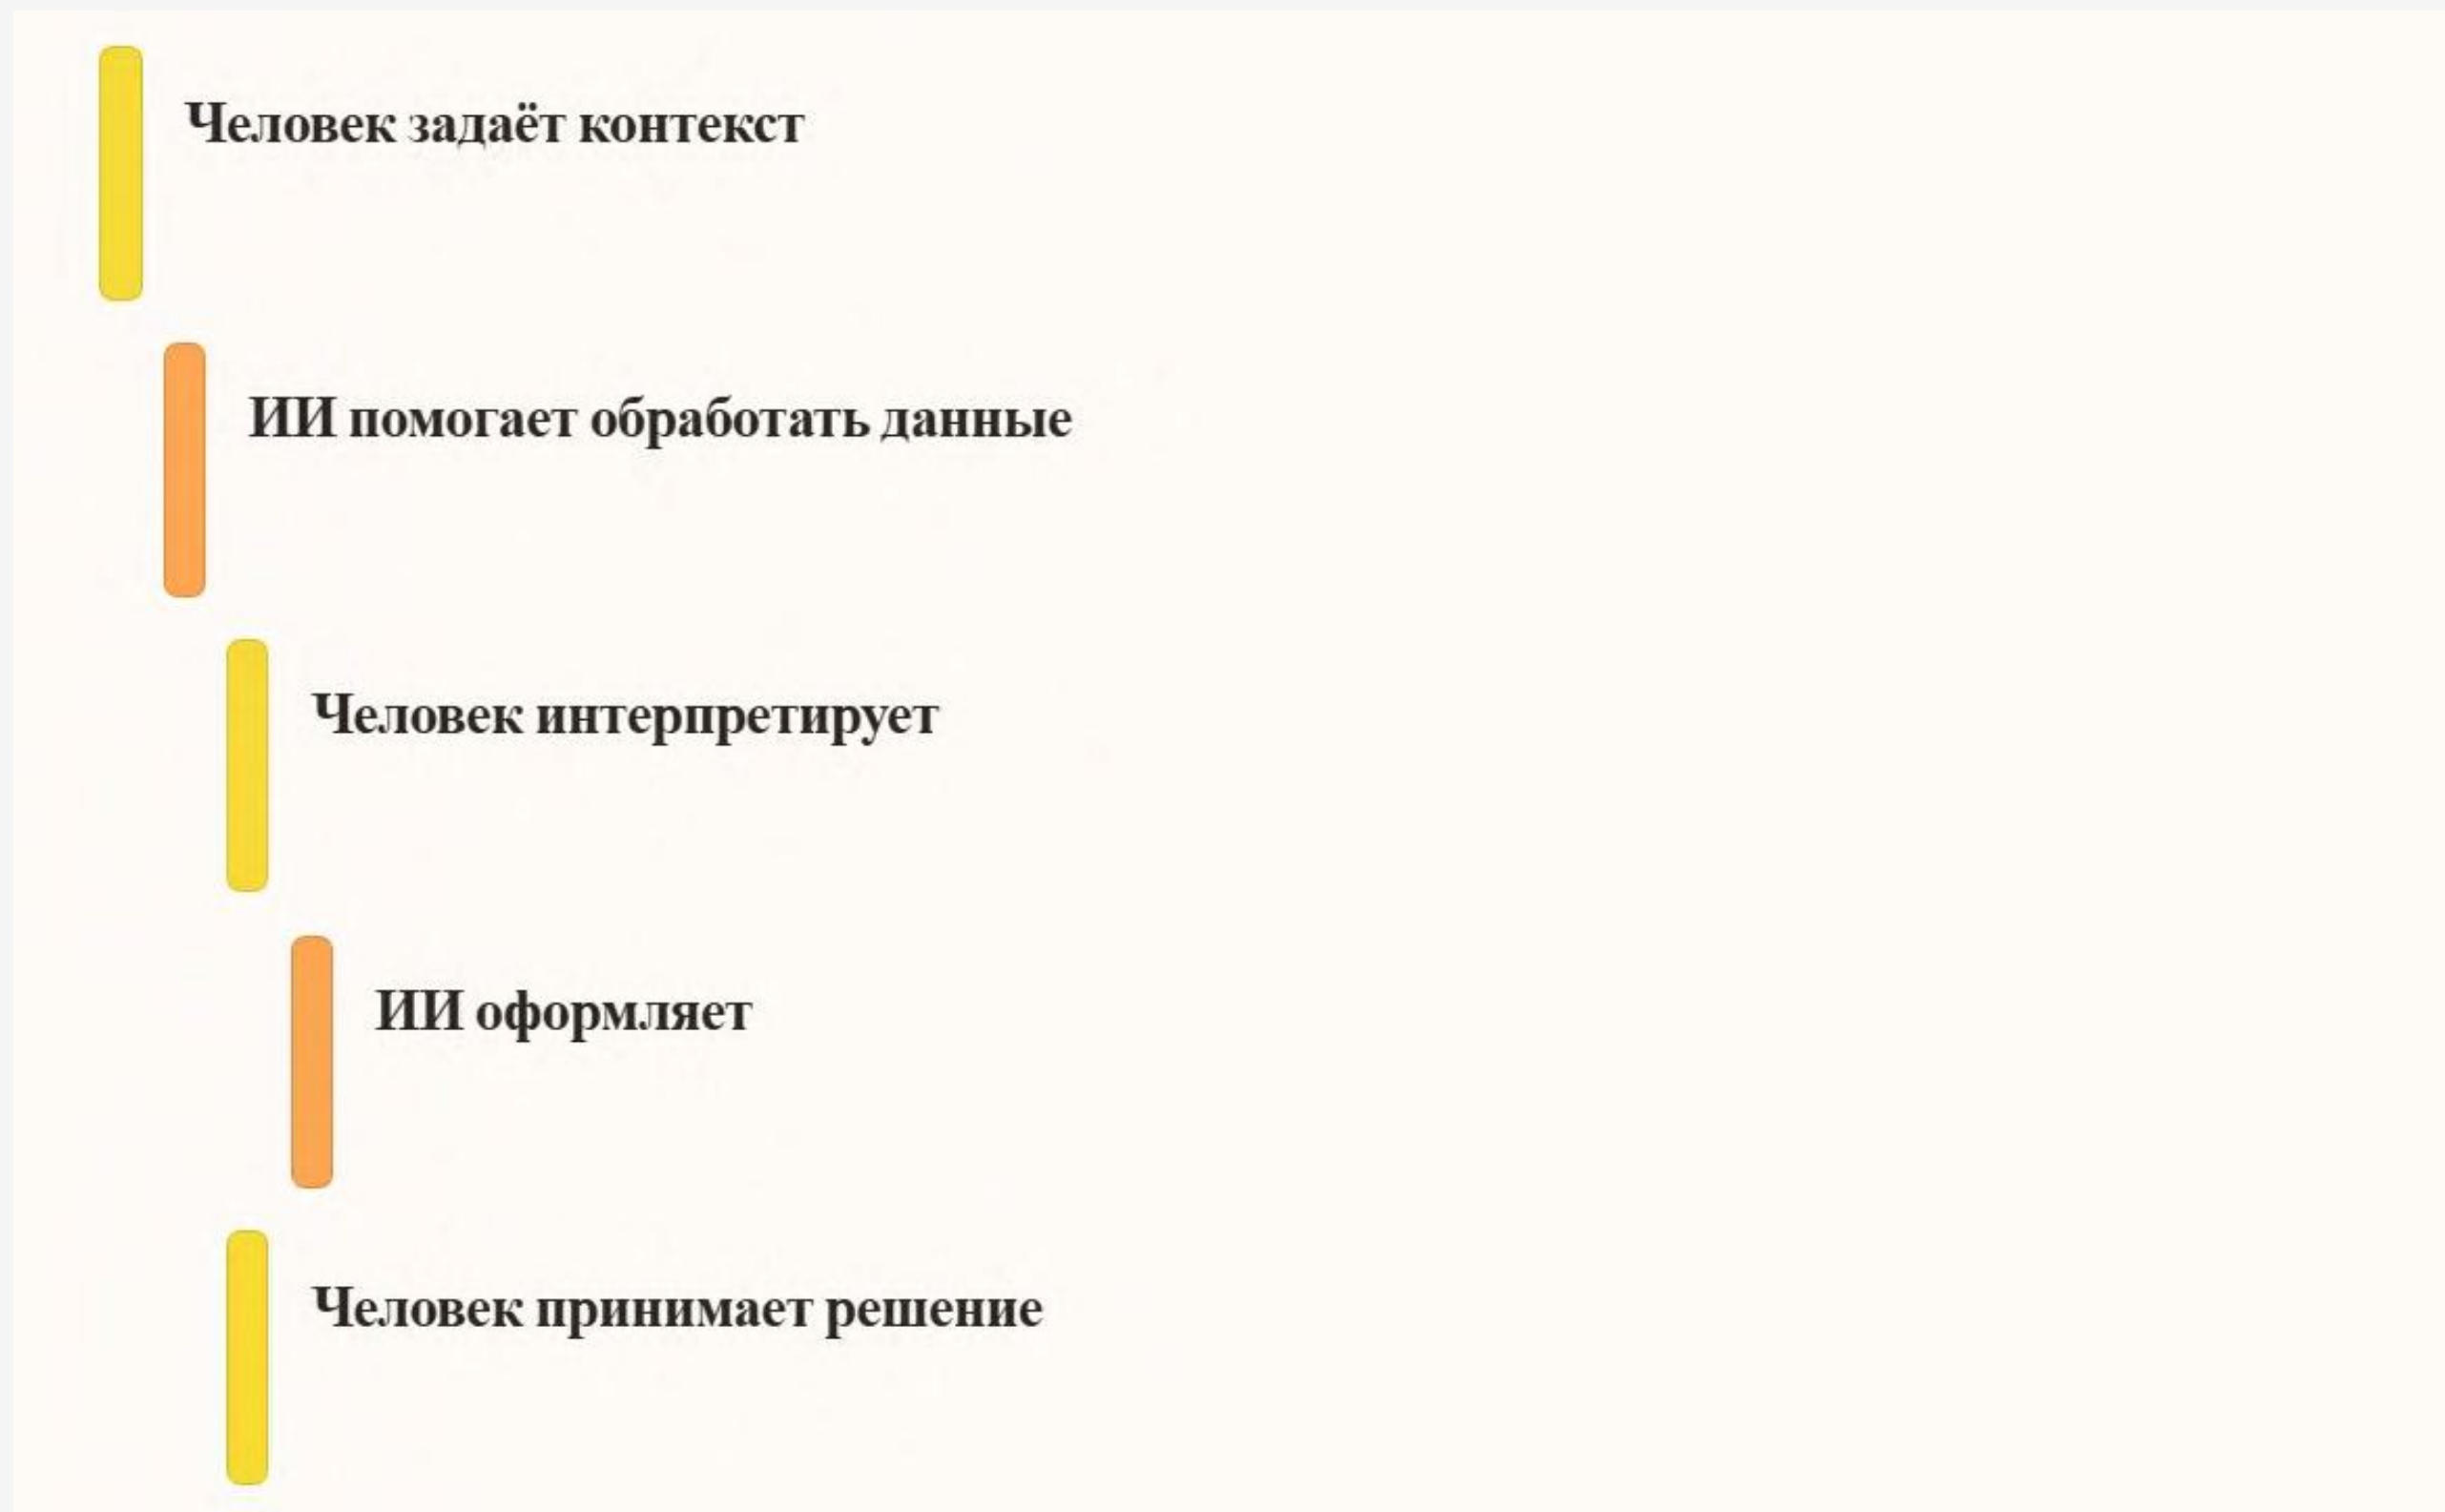 Человек задаёт контекст
ИИ помогает обработать данные
Человек интерпретирует
ИИ оформляет
Человек принимает решение